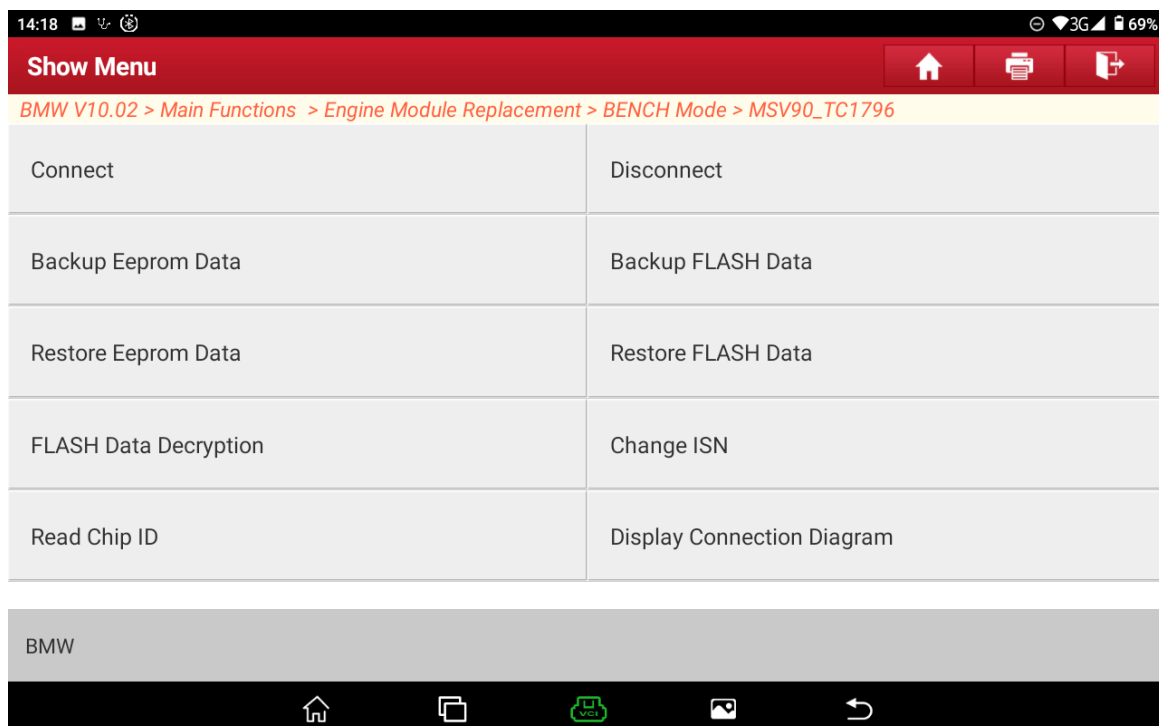 14:18 3G 69%
Show Menu
BMW V10.02 > Main Functions > Engine Module Replacement > BENCH Mode > MSV90_TC1796
Connect Disconnect
Backup Eeprom Data Backup FLASH Data
Restore Eeprom Data Restore FLASH Data
FLASH Data Decryption Change ISN
Read Chip ID Display Connection Diagram
BMW
VCI